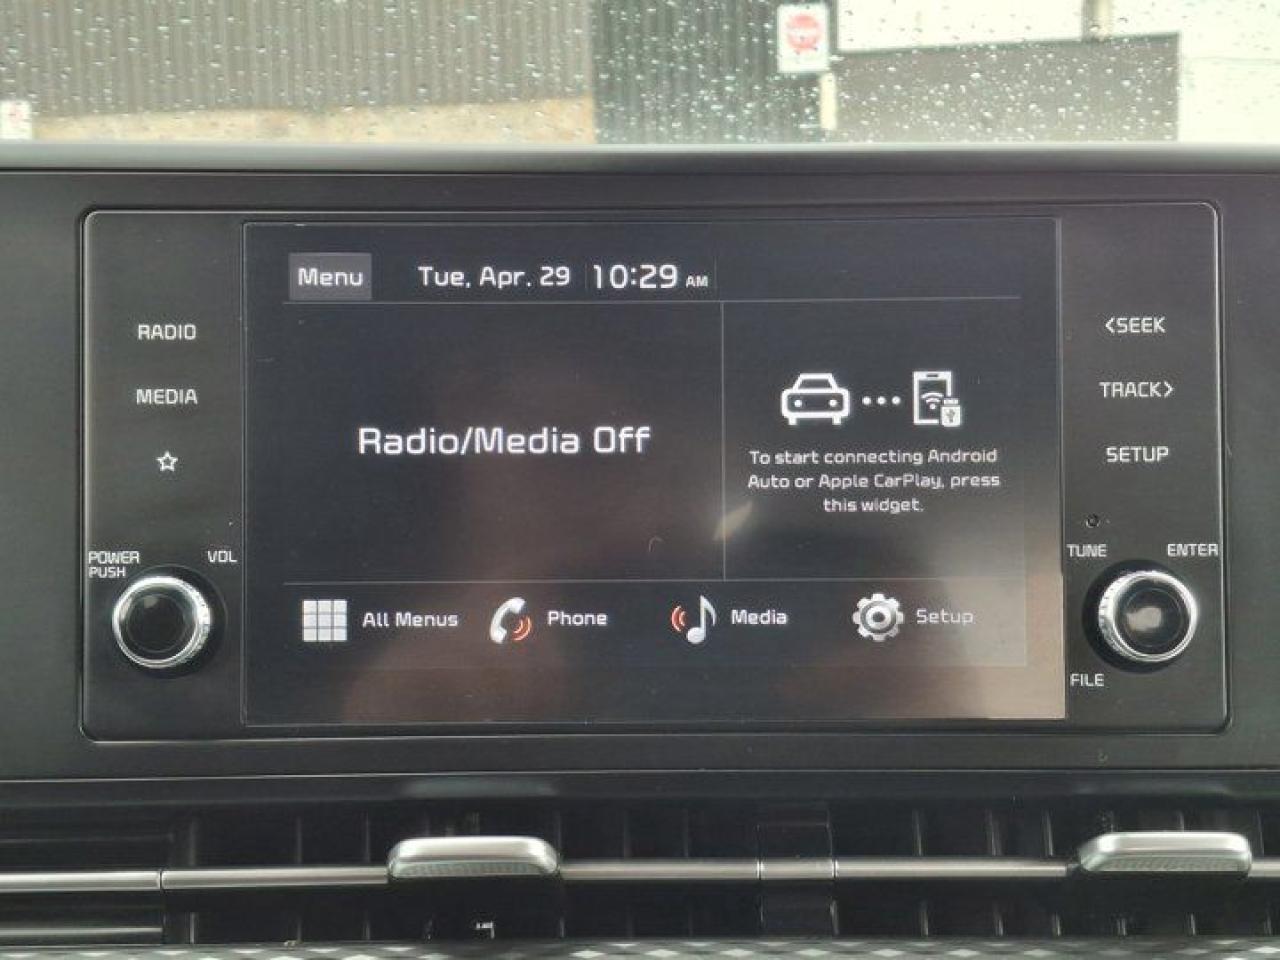 Menu
Tue, Apr. 29
10:29 AM
RADIO
MEDIA
POWER
PUSH
VOL
Radio/Media Off
To start connecting Android
Auto or Apple CarPlay, press
this widget.
All Menus
Phone
Media
Setup
<SEEK
TRACK>
SETUP
TUNE
ENTER
FILE